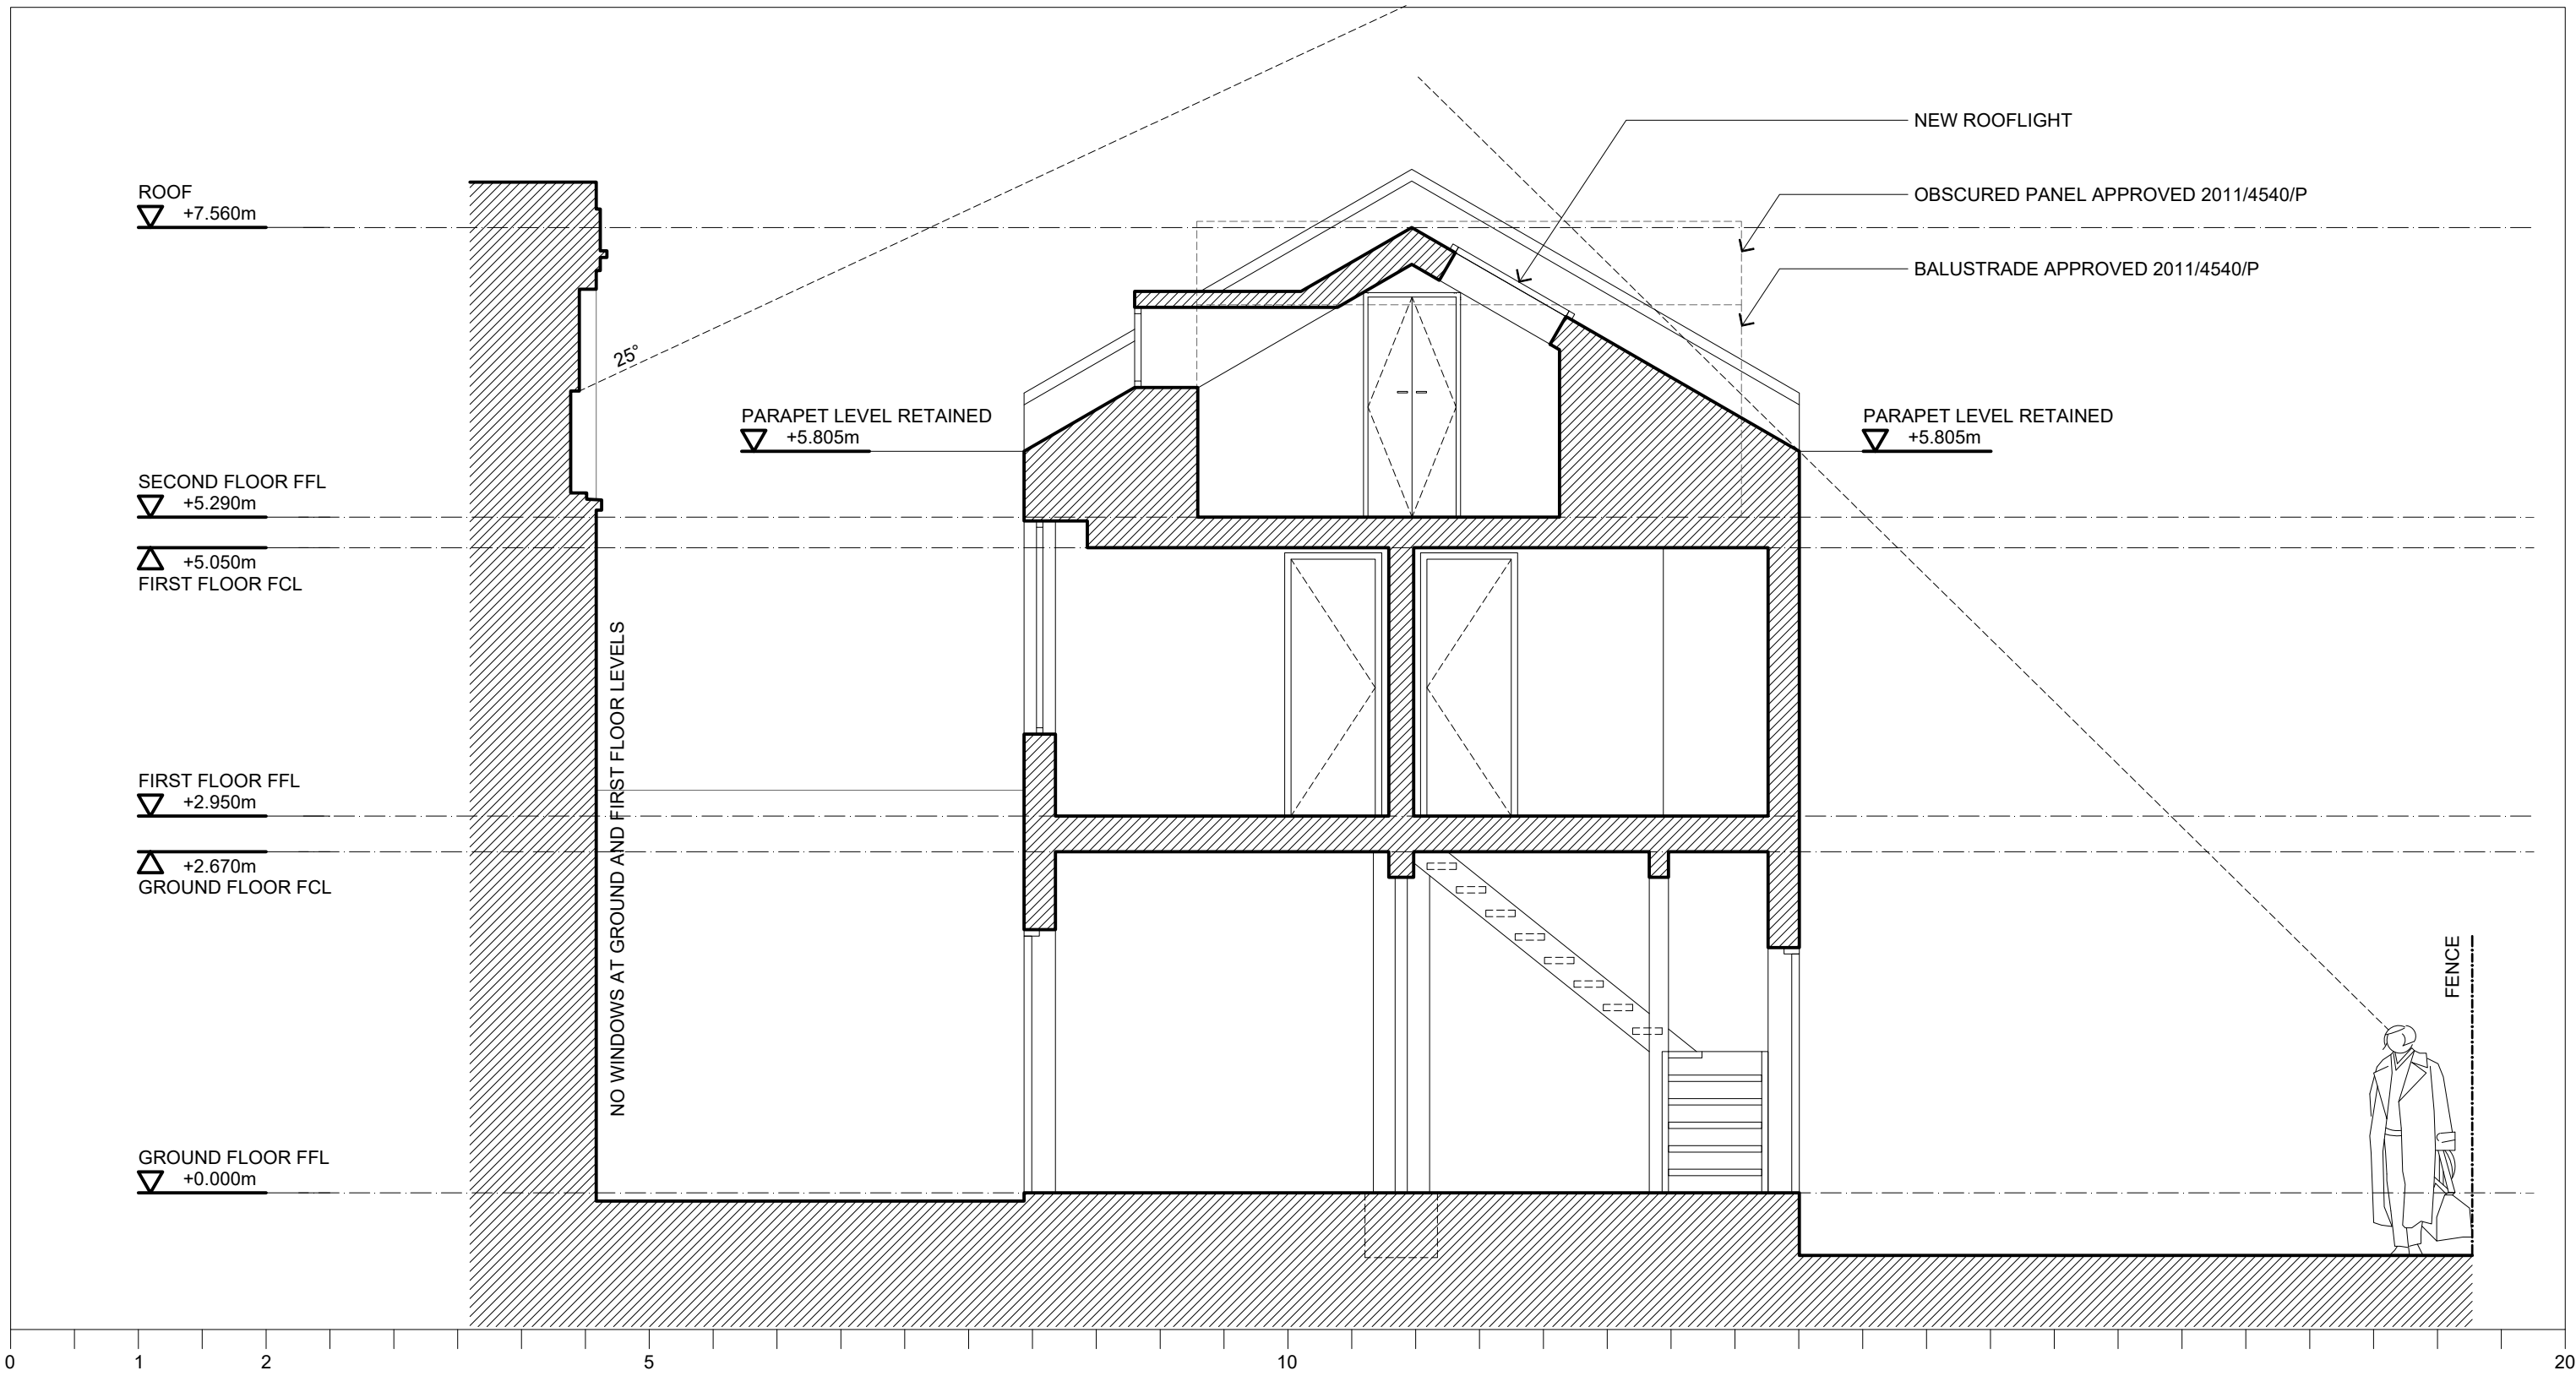 NEW ROOFLIGHT
ROOF
+7.560m
OBSCURED PANEL APPROVED 2011/4540/P
BALUSTRADE APPROVED 2011/4540/P
25°
PARAPET LEVEL RETAINED
+5.805m
PARAPET LEVEL RETAINED
+5.805m
SECOND FLOOR FFL
+5.290m
+5.050m
FIRST FLOOR FCL
NO WINDOWS AT GROUND AND FIRST FLOOR LEVELS
FIRST FLOOR FFL
+2.950m
+2.670m
GROUND FLOOR FCL
FENCE
GROUND FLOOR FFL
+0.000m
0 1 2 5 10 20